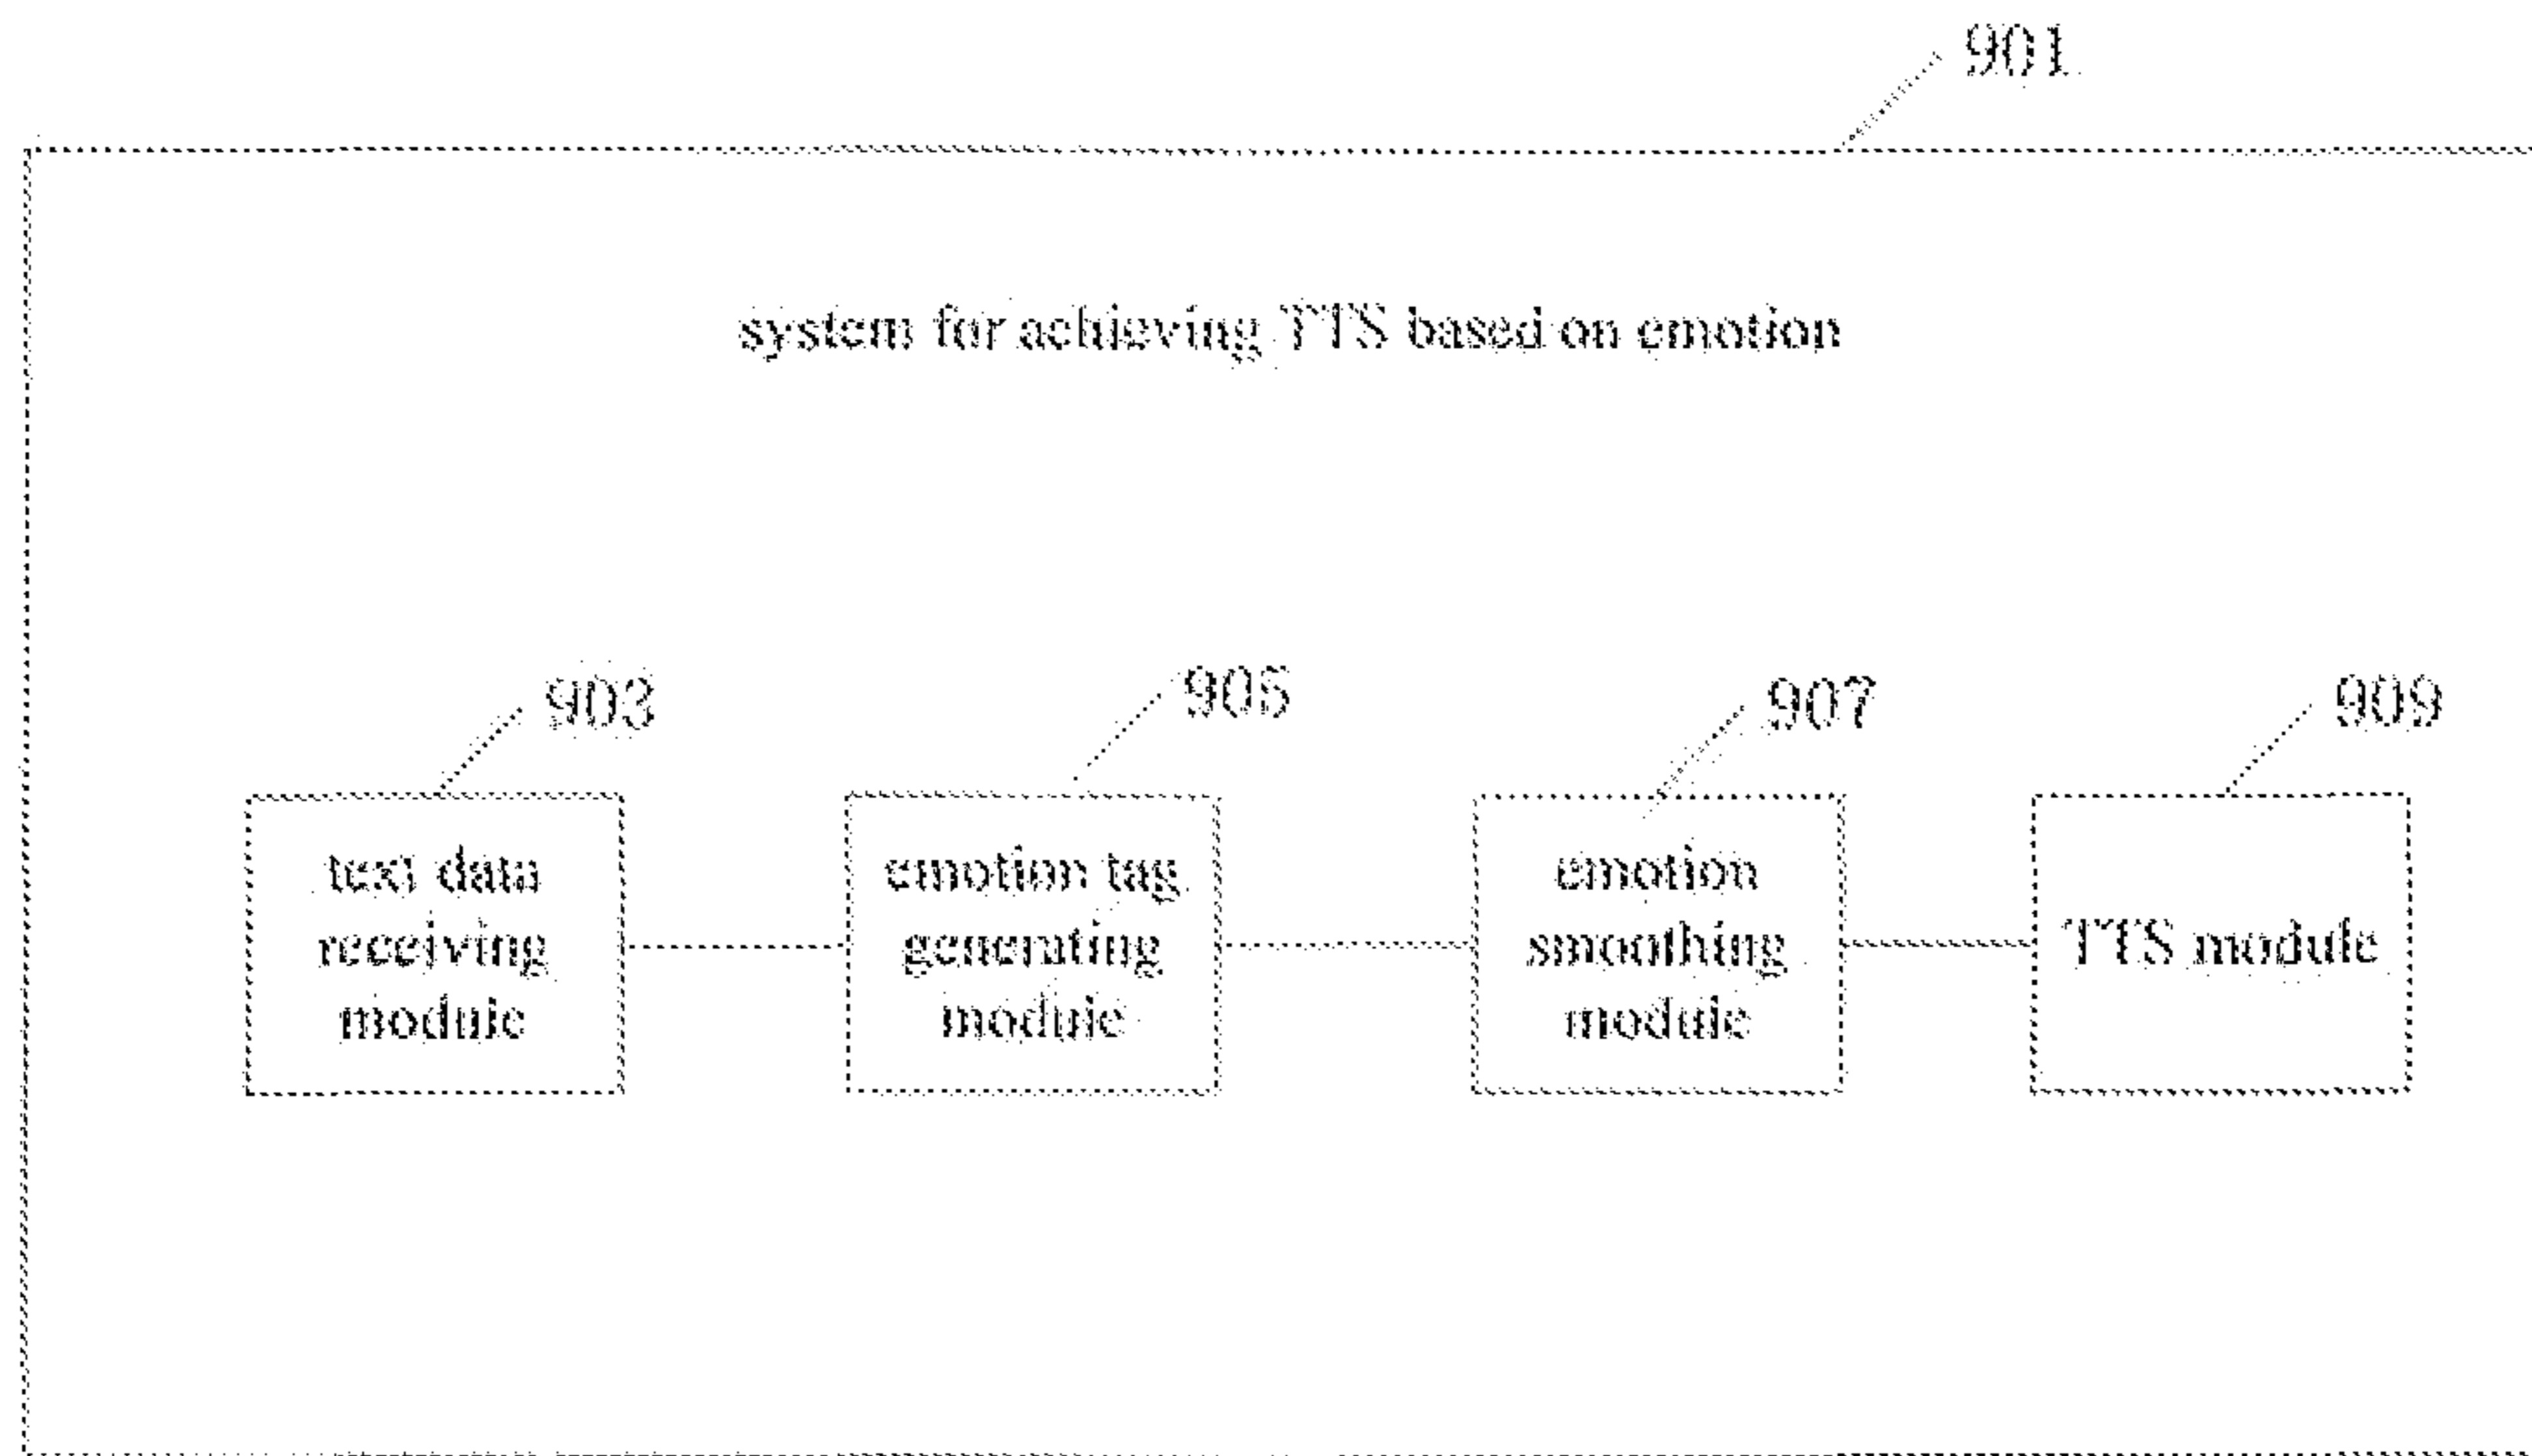 901
system for achieving TTS based on emotion
903
905
907
909
text data
receiving
module
emotion tag
generating
module
emotion
smoothing
module
TTS module